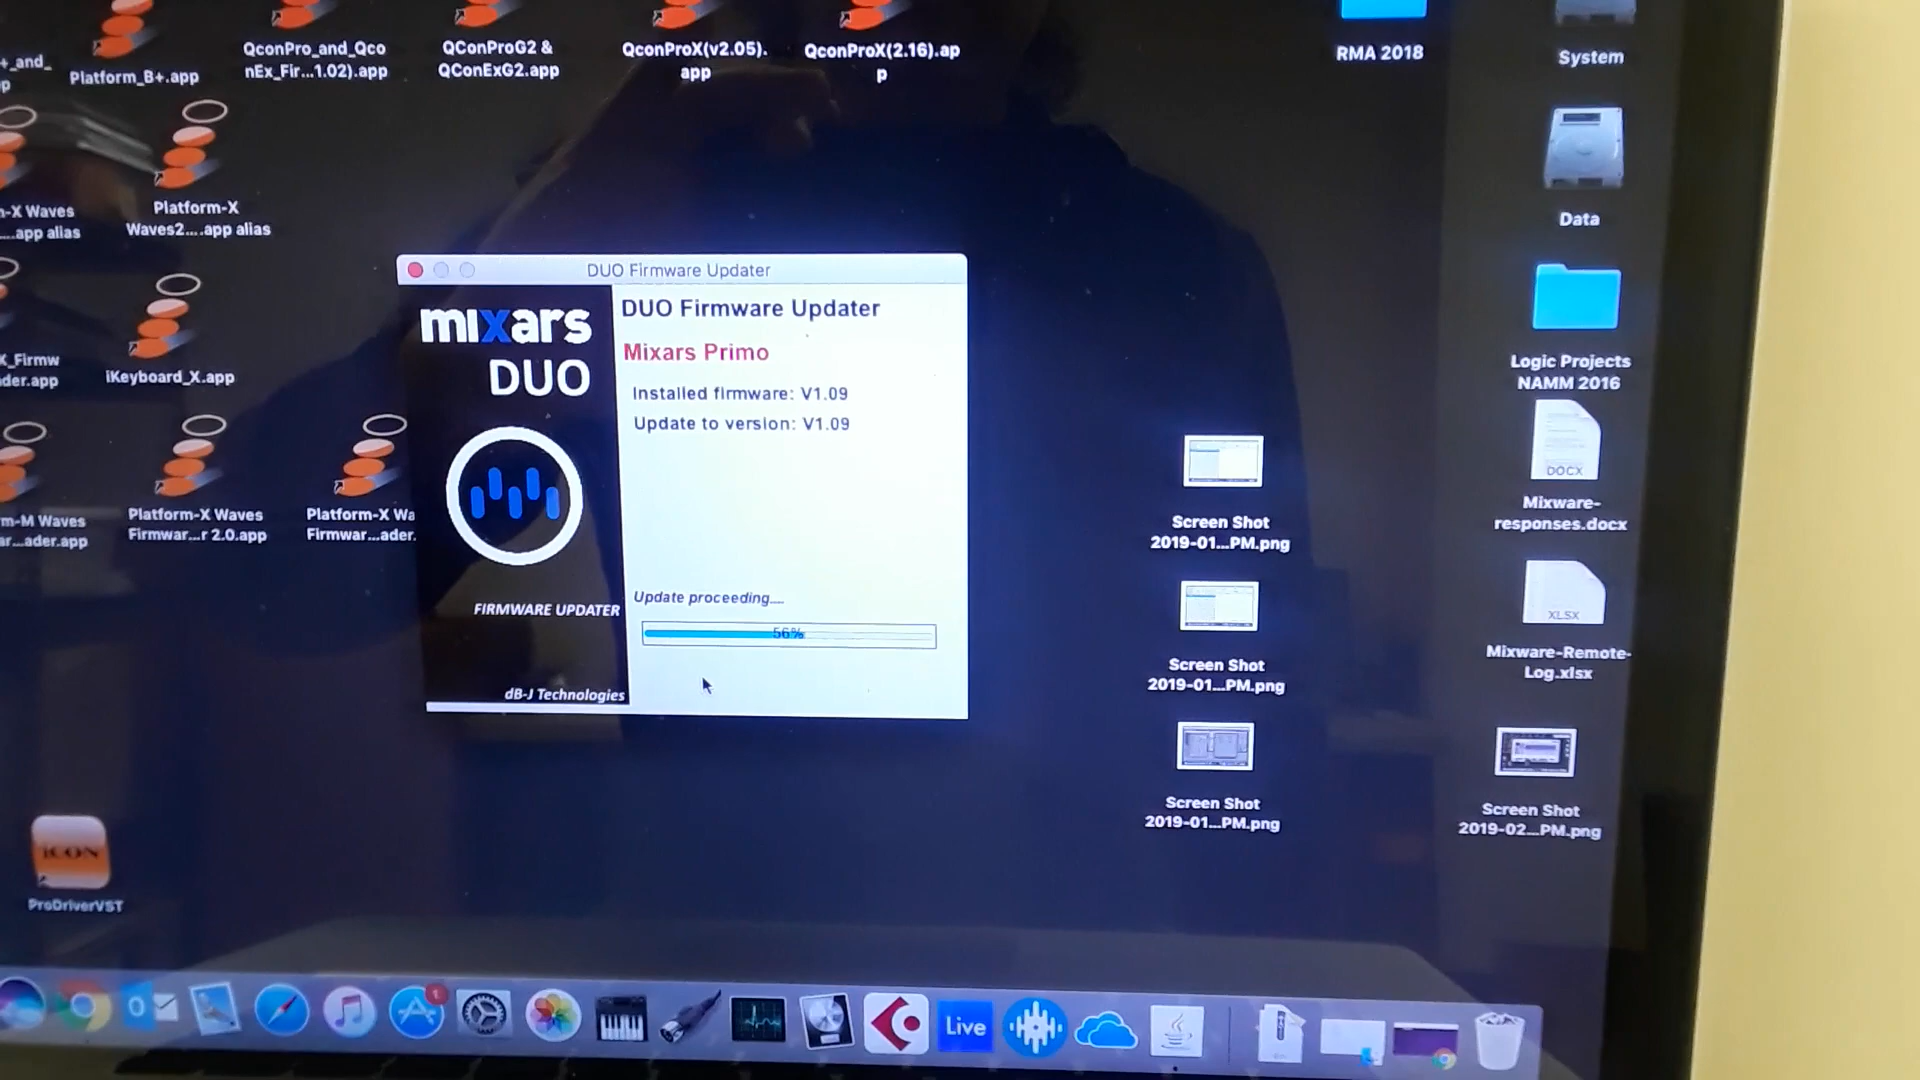 +_and_
p
Platform_B+.app
QconPro_and_Qco
nEx_Fir...1.02).app
QConProG2 &
QConExG2.app
QconProX(v2.05).
app
QconProX(2.16).ap
p
RMA 2018
System
-X Waves
....app alias
Platform-X
Waves2....app alias
Data
DUO Firmware Updater
mixars
DUO
DUO Firmware Updater
Mixars Primo
Installed firmware: V1.09
Update to version: V1.09
Update proceeding....
56%
FIRMWARE UPDATER
dB-J Technologies
Logic Projects
NAMM 2016
X_Firmw
ader.app
iKeyboard_X.app
DOCX
Mixware-
responses.docx
m-M Waves
ar...ader.app
Platform-X Waves
Firmwar...r 2.0.app
Platform-X Wa
Firmwar...ader.
Screen Shot
2019-01...PM.png
XLSX
Mixware-Remote-
Log.xlsx
Screen Shot
2019-01...PM.png
Screen Shot
2019-01...PM.png
Screen Shot
2019-02...PM.png
iCON
ProDriverVST
1
Live